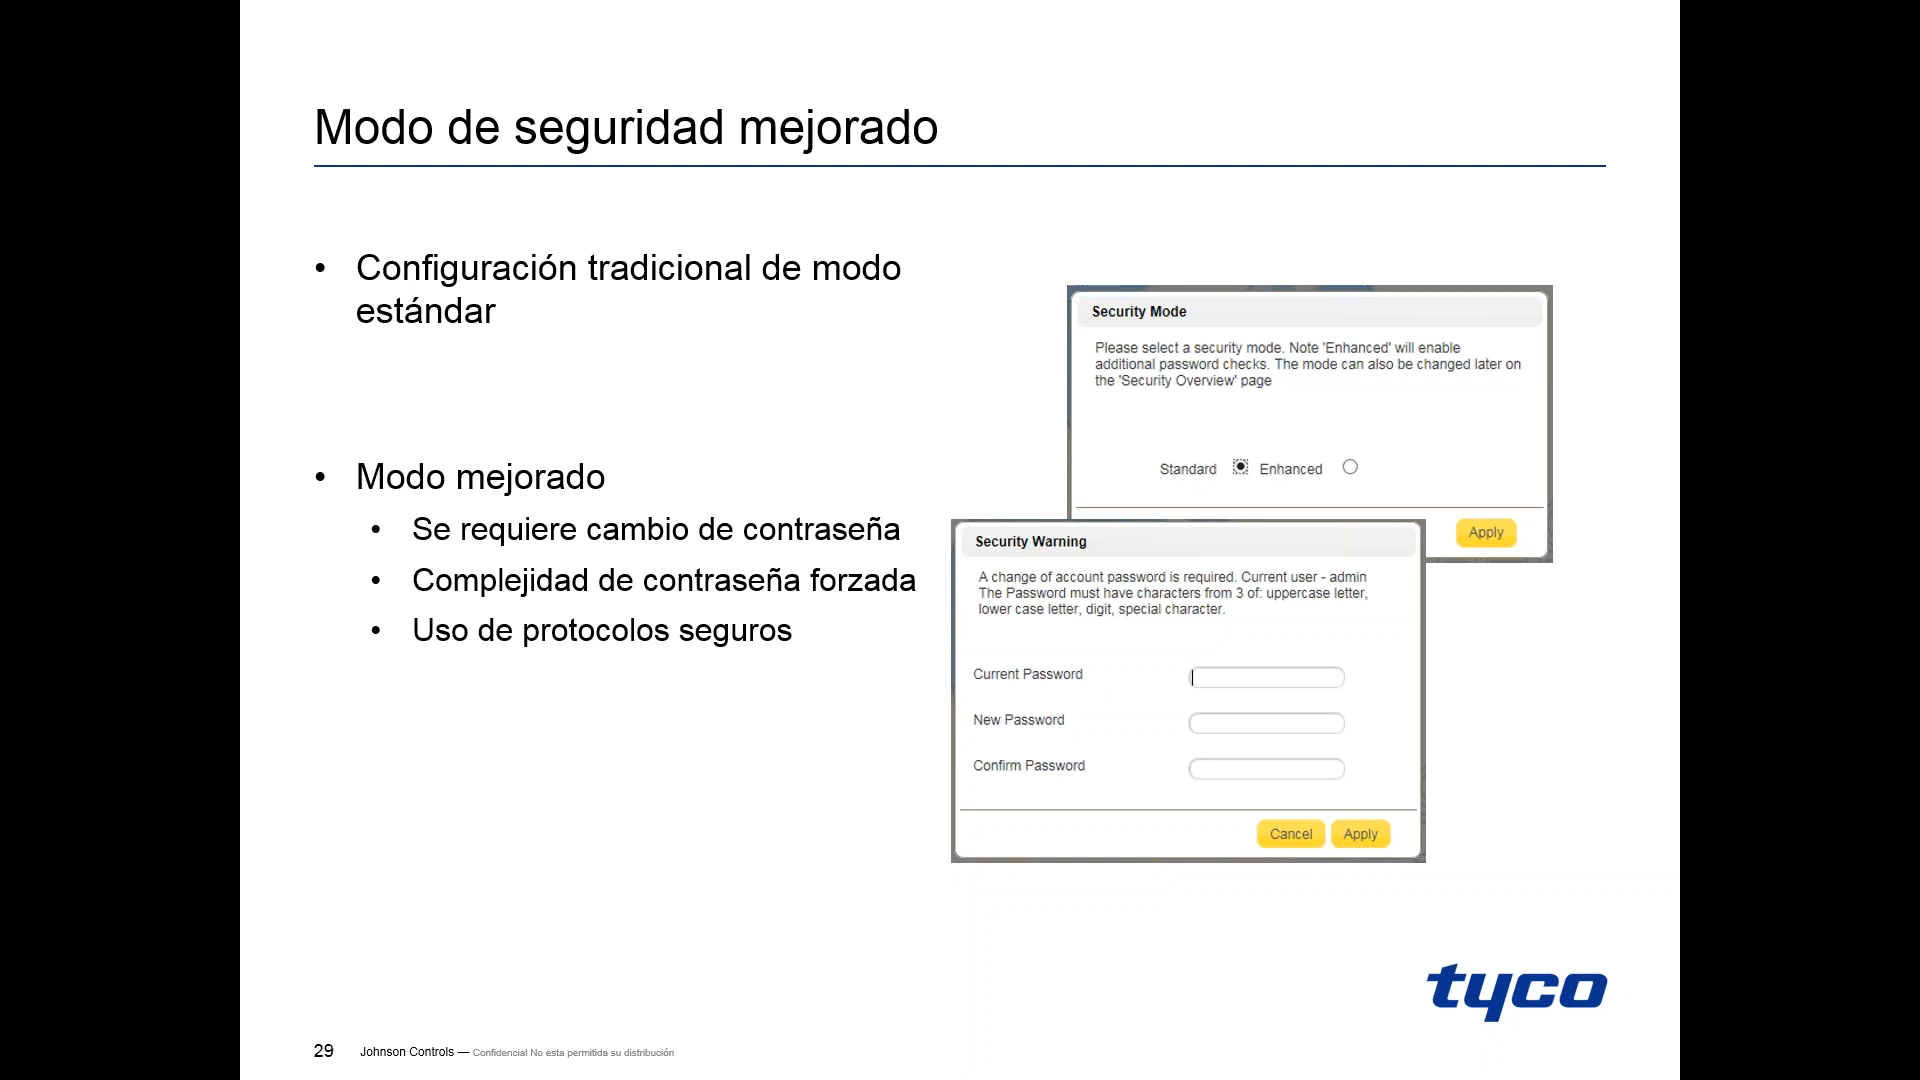 Modo de seguridad mejorado
• Configuración tradicional de modo
estándar
• Modo mejorado
• Se requiere cambio de contraseña
• Complejidad de contraseña forzada
• Uso de protocolos seguros
Security Mode
Please select a security mode. Note 'Enhanced' will enable
additional password checks. The mode can also be changed later on
the 'Security Overview' page
Standard Enhanced
Apply
Security Warning
A change of account password is required. Current user - admin
The Password must have characters from 3 of: uppercase letter,
lower case letter, digit, special character.
Current Password
New Password
Confirm Password
Cancel Apply
tyco
29 Johnson Controls — Confidencial No esta permitida su distribución